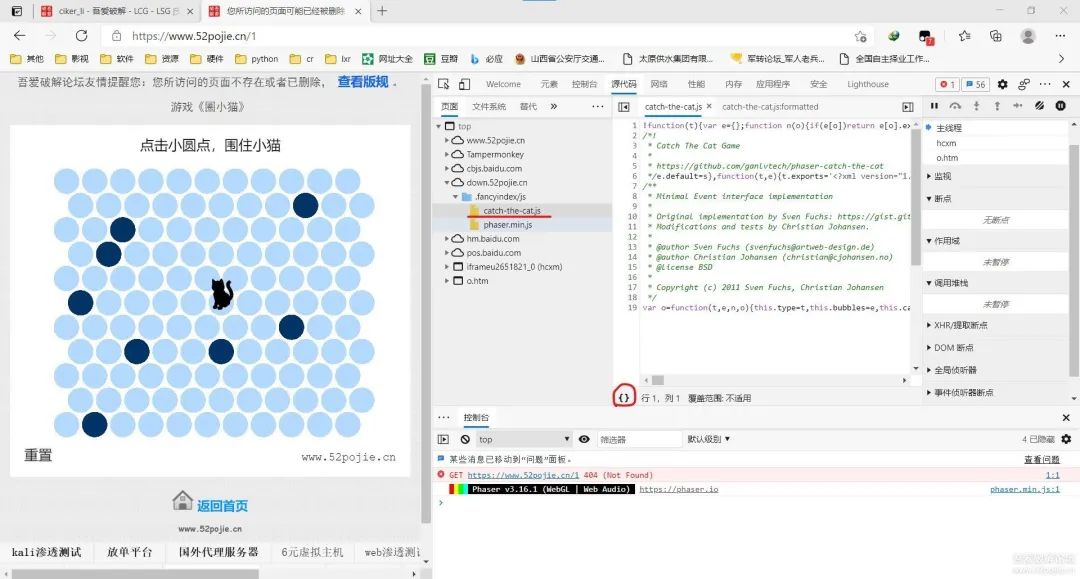 ciker_li - 吾爱破解 - LCG - LSG
您所访问的页面可能已经被删除
https://www.52pojie.cn/1
其他 影视 软件 资源 硬件 python cr lxr 网址大全 豆瓣 必应 山西省公安厅交通... 太原供水集团有限... 军转论坛_军人老兵... 全国自主择业工作...
吾爱破解论坛友情提醒您：您所访问的页面不存在或者已删除， 查看版规 。
游戏《圈小猫》
点击小圆点，围住小猫
重置
www.52pojie.cn
返回首页
www.52pojie.cn
kali渗透测试 放单平台 国外代理服务器 6元虚拟主机 web渗透测试
Welcome 元素 控制台 源代码 网络 性能 内存 应用程序 安全 Lighthouse 1 56
页面 文件系统 替代
top
www.52pojie.cn
Tampermonkey
cbjs.baidu.com
down.52pojie.cn
.fancyindex/js
catch-the-cat.js
phaser.min.js
hm.baidu.com
pos.baidu.com
iframeu2651821_0 (hcxm)
o.htm
catch-the-cat.js catch-the-cat.js:formatted
1 !function(t){var e={};function n(o){if(e[o])return e[o].ex
2 /*!
3 * Catch The Cat Game
4 *
5 * https://github.com/ganlvtech/phaser-catch-the-cat
6 */e.default=s},function(t,e){t.exports='<?xml version="1.
7 /**
8 * Minimal Event interface implementation
9 *
10 * Original implementation by Sven Fuchs: https://gist.git
11 * Modifications and tests by Christian Johansen.
12 *
13 * @author Sven Fuchs (svenfuchs@artweb-design.de)
14 * @author Christian Johansen (christian@cjohansen.no)
15 * @license BSD
16 *
17 * Copyright (c) 2011 Sven Fuchs, Christian Johansen
18 */
19 var o=function(t,e,n,o){this.type=t,this.bubbles=e,this.ca
{} 行 1，列 1 覆盖范围: 不适用
主线程
hcxm
o.htm
监视
断点
无断点
作用域
未暂停
调用堆栈
未暂停
XHR/提取断点
DOM 断点
全局侦听器
事件侦听器断点
控制台
top 筛选器 默认级别 4 已隐藏
某些消息已移动到“问题”面板。 查看问题
GET https://www.52pojie.cn/1 404 (Not Found) 1:1
Phaser v3.16.1 (WebGL | Web Audio) https://phaser.io phaser.min.js:1
吾爱破解论坛
www.52pojie.cn